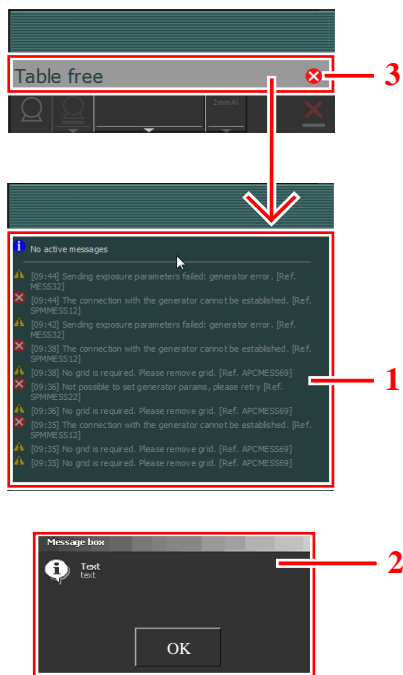 Table free
3
2mmAl
No active messages
[09:44] Sending exposure parameters failed: generator error. [Ref.
MESS32]
[09:44] The connection with the generator cannot be established. [Ref.
SPMMESS12]
[09:42] Sending exposure parameters failed: generator error. [Ref.
MESS32]
[09:38] The connection with the generator cannot be established. [Ref.
SPMMESS12]
[09:38] No grid is required. Please remove grid. [Ref. APCMESS69]
1
[09:36] Not possible to set generator params, please retry [Ref.
SPMMESS22]
[09:36] No grid is required. Please remove grid. [Ref. APCMESS69]
[09:35] The connection with the generator cannot be established. [Ref.
SPMMESS12]
[09:35] No grid is required. Please remove grid. [Ref. APCMESS69]
[09:35] No grid is required. Please remove grid. [Ref. APCMESS69]
Message box
2
Text
text
OK